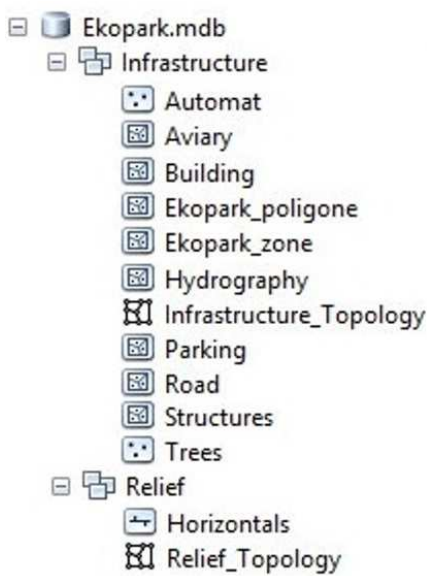 Ekopark.mdb
Infrastructure
Automat
Aviary
Building
Ekopark_poligone
Ekopark_zone
Hydrography
Infrastructure_Topology
Parking
Road
Structures
Trees
Relief
Horizontals
Relief_Topology